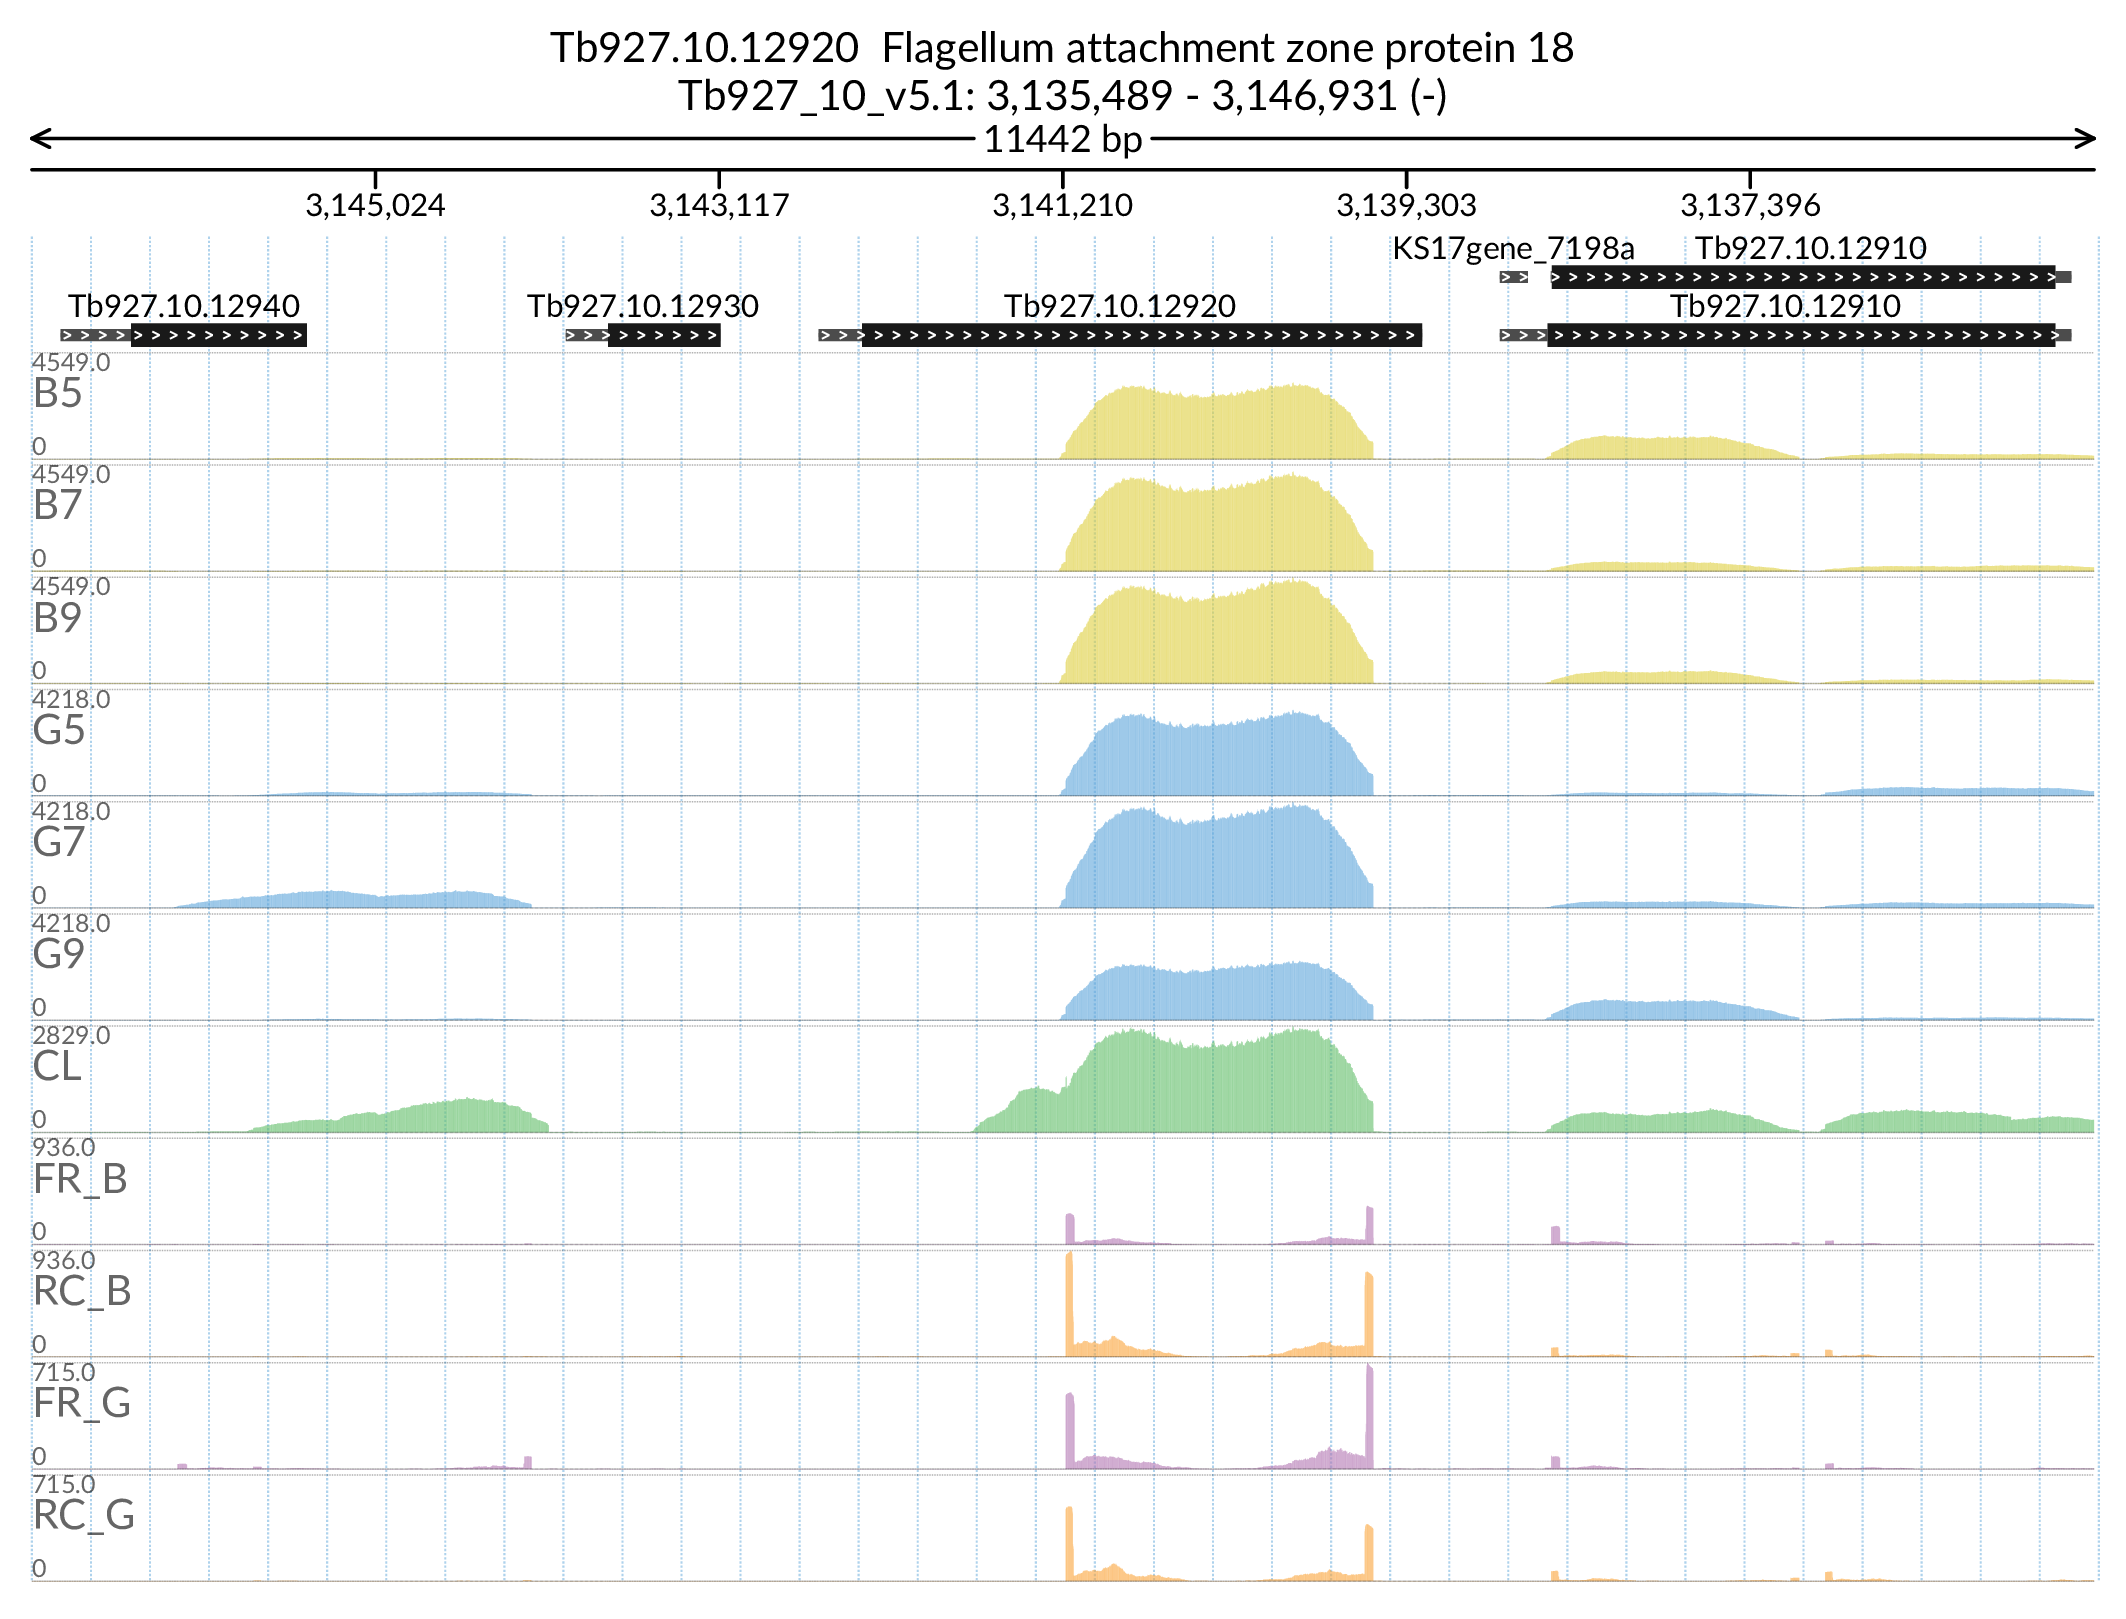 Tb927.10.12920  Flagellum attachment zone protein 18
Tb927_10_v5.1: 3,135,489 - 3,146,931 (-)
11442 bp
3,145,024 3,143,117 3,141,210 3,139,303 3,137,396
KS17gene_7198a Tb927.10.12910
Tb927.10.12940 Tb927.10.12930 Tb927.10.12920 Tb927.10.12910
4549.0
B5
0
4549.0
B7
0
4549.0
B9
0
4218.0
G5
0
4218.0
G7
0
4218.0
G9
0
2829.0
CL
0
936.0
FR_B
0
936.0
RC_B
0
715.0
FR_G
0
715.0
RC_G
0